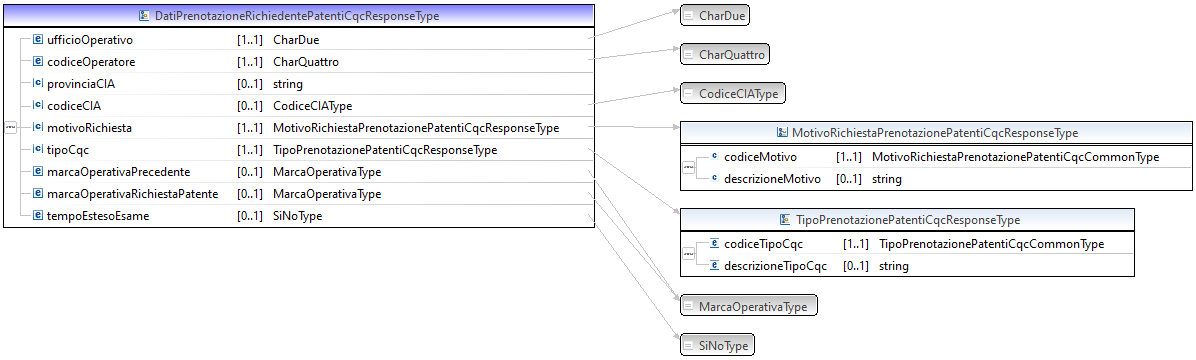 DatiPrenotazioneRichiedentePatentiCqcResponseType
ufficioOperativo [1..1] CharDue
codiceOperatore [1..1] CharQuattro
provinciaCIA [0..1] string
codiceCIA [0..1] CodiceCIAType
motivoRichiesta [1..1] MotivoRichiestaPrenotazionePatentiCqcResponseType
tipoCqc [1..1] TipoPrenotazionePatentiCqcResponseType
marcaOperativaPrecedente [0..1] MarcaOperativaType
marcaOperativaRichiestaPatente [0..1] MarcaOperativaType
tempoEstesoEsame [0..1] SiNoType
CharDue
CharQuattro
CodiceCIAType
MotivoRichiestaPrenotazionePatentiCqcResponseType
codiceMotivo [1..1] MotivoRichiestaPrenotazionePatentiCqcCommonType
descrizioneMotivo [0..1] string
TipoPrenotazionePatentiCqcResponseType
codiceTipoCqc [1..1] TipoPrenotazionePatentiCqcCommonType
descrizioneTipoCqc [0..1] string
MarcaOperativaType
SiNoType